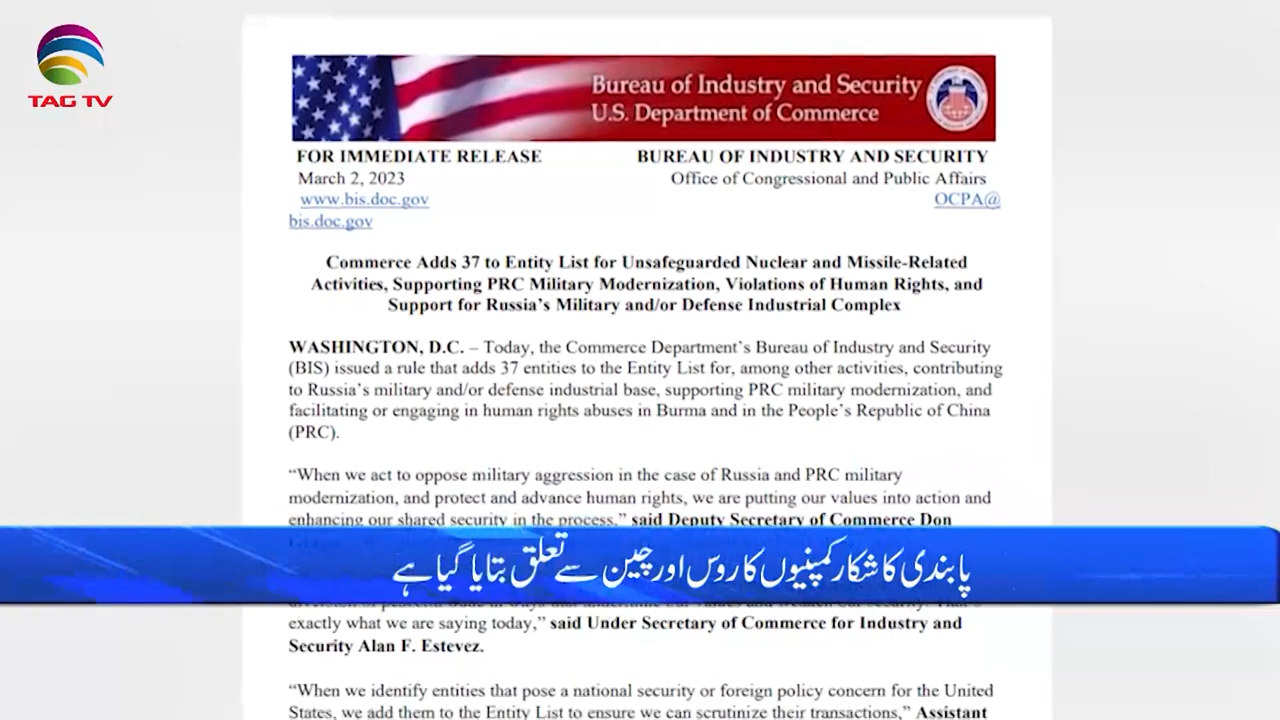 TAG TV
Bureau of Industry and Security
U.S. Department of Commerce
FOR IMMEDIATE RELEASE
BUREAU OF INDUSTRY AND SECURITY
March 2, 2023
Office of Congressional and Public Affairs
www.bis.doc.gov
OCPA@
bis.doc.gov
Commerce Adds 37 to Entity List for Unsafeguarded Nuclear and Missile-Related
Activities, Supporting PRC Military Modernization, Violations of Human Rights, and
Support for Russia's Military and/or Defense Industrial Complex
WASHINGTON, D.C. – Today, the Commerce Department's Bureau of Industry and Security
(BIS) issued a rule that adds 37 entities to the Entity List for, among other activities, contributing
to Russia's military and/or defense industrial base, supporting PRC military modernization, and
facilitating or engaging in human rights abuses in Burma and in the People's Republic of China
(PRC).
“When we act to oppose military aggression in the case of Russia and PRC military
modernization, and protect and advance human rights, we are putting our values into action and
enhancing our shared security in the process,” said Deputy Secretary of Commerce Don
پابندی کا شکار کمپنیوں کا روس اور چین سے تعلق بتایا گیا ہے
exactly what we are saying today,” said Under Secretary of Commerce for Industry and
Security Alan F. Estevez.
“When we identify entities that pose a national security or foreign policy concern for the United
States, we add them to the Entity List to ensure we can scrutinize their transactions,” Assistant